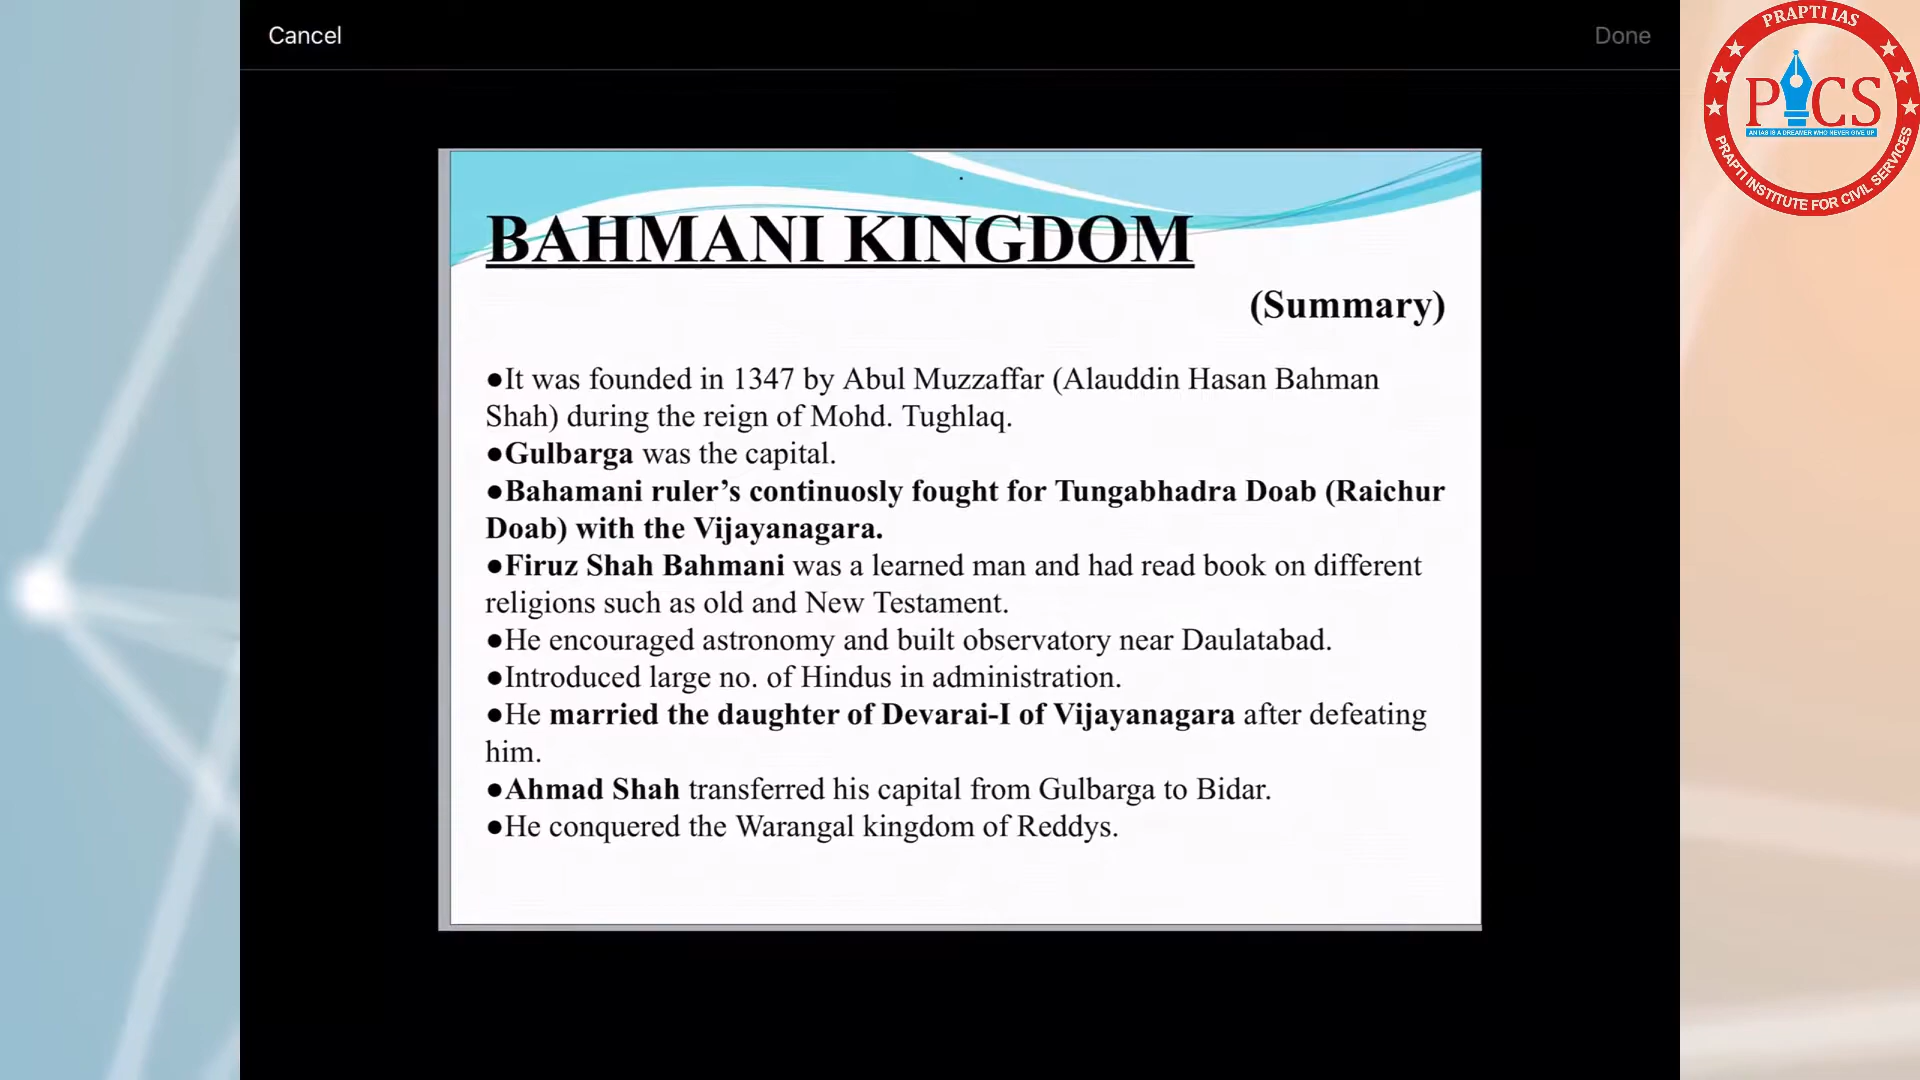 Cancel
Done
PRAPTI IAS
PICS
AN IAS IS A DREAMER WHO NEVER GIVE UP
PRAPTI INSTITUTE FOR CIVIL SERVICES
BAHMANI KINGDOM
(Summary)
●It was founded in 1347 by Abul Muzzaffar (Alauddin Hasan Bahman
Shah) during the reign of Mohd. Tughlaq.
●Gulbarga was the capital.
●Bahamani ruler’s continuosly fought for Tungabhadra Doab (Raichur
Doab) with the Vijayanagara.
●Firuz Shah Bahmani was a learned man and had read book on different
religions such as old and New Testament.
●He encouraged astronomy and built observatory near Daulatabad.
●Introduced large no. of Hindus in administration.
●He married the daughter of Devarai-I of Vijayanagara after defeating
him.
●Ahmad Shah transferred his capital from Gulbarga to Bidar.
●He conquered the Warangal kingdom of Reddys.